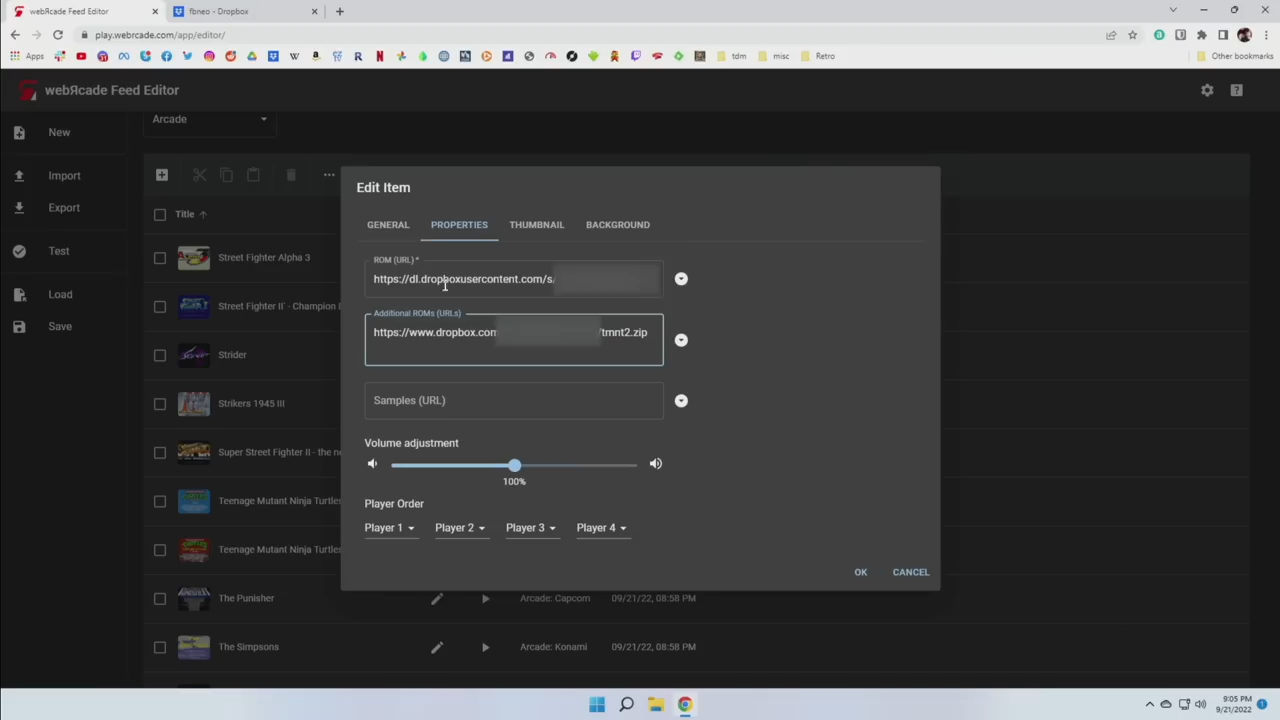 webЯcade Feed Editor
fbneo - Dropbox
play.webrcade.com/app/editor/
Apps
tdm
misc
Retro
Other bookmarks
webЯcade Feed Editor
Arcade
New
Import
Export
Test
Load
Save
Title
Street Fighter Alpha 3
Street Fighter II' - Champion
Strider
Strikers 1945 III
Super Street Fighter II - the
Teenage Mutant Ninja Turtles
Teenage Mutant Ninja Turtles
The Punisher
Arcade: Capcom
09/21/22, 08:58 PM
The Simpsons
Arcade: Konami
09/21/22, 08:58 PM
Edit Item
GENERAL
PROPERTIES
THUMBNAIL
BACKGROUND
ROM (URL) *
https://dl.dropboxusercontent.com/s
Additional ROMs (URLs)
https://www.dropbox.com /tmnt2.zip
Samples (URL)
Volume adjustment
100%
Player Order
Player 1
Player 2
Player 3
Player 4
OK
CANCEL
9:05 PM
9/21/2022